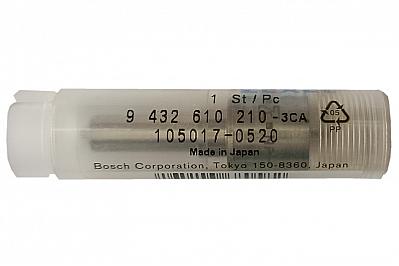 1 St / Pc
9 432 610 210 -3CA
105017-0520
Made in Japan
Bosch Corporation, Tokyo 150-8360, Japan
05
PP